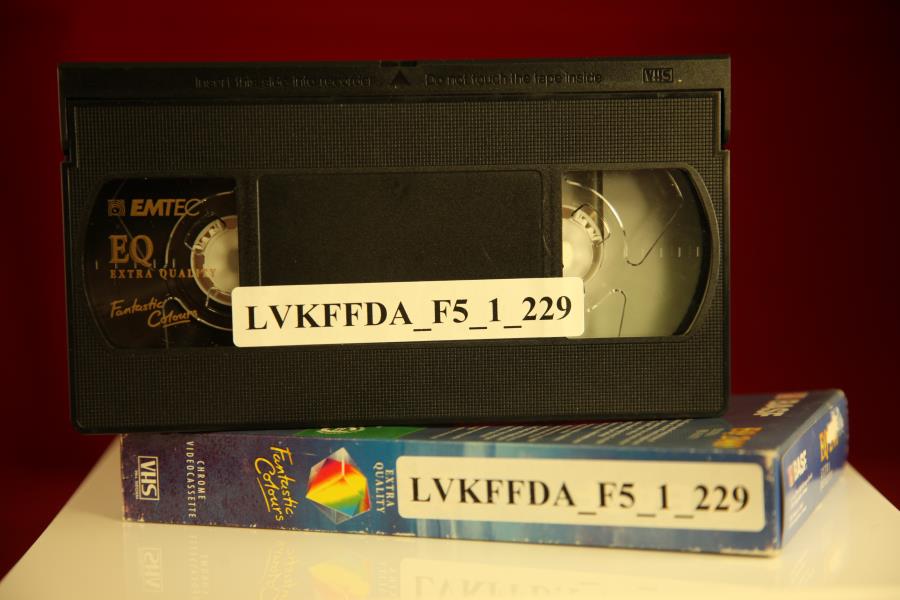 Insert this side into recorder Do not touch the tape inside VHS
EMTEC
EQ
EXTRA QUALITY
Fantastic
Colours
LVKFFDA_F5_1_229
VHS
CHROME
VIDEOCASSETTE
Fantastic
Colours
EXTRA
QUALITY
LVKFFDA_F5_1_229
BASF